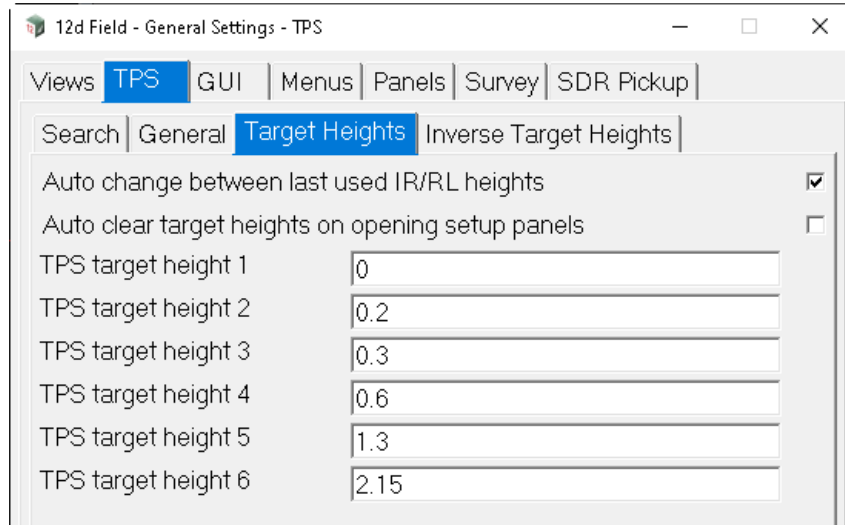 12d Field - General Settings - TPS
Views TPS GUI Menus Panels Survey SDR Pickup
Search General Target Heights Inverse Target Heights
Auto change between last used IR/RL heights
Auto clear target heights on opening setup panels
TPS target height 1 0
TPS target height 2 0.2
TPS target height 3 0.3
TPS target height 4 0.6
TPS target height 5 1.3
TPS target height 6 2.15